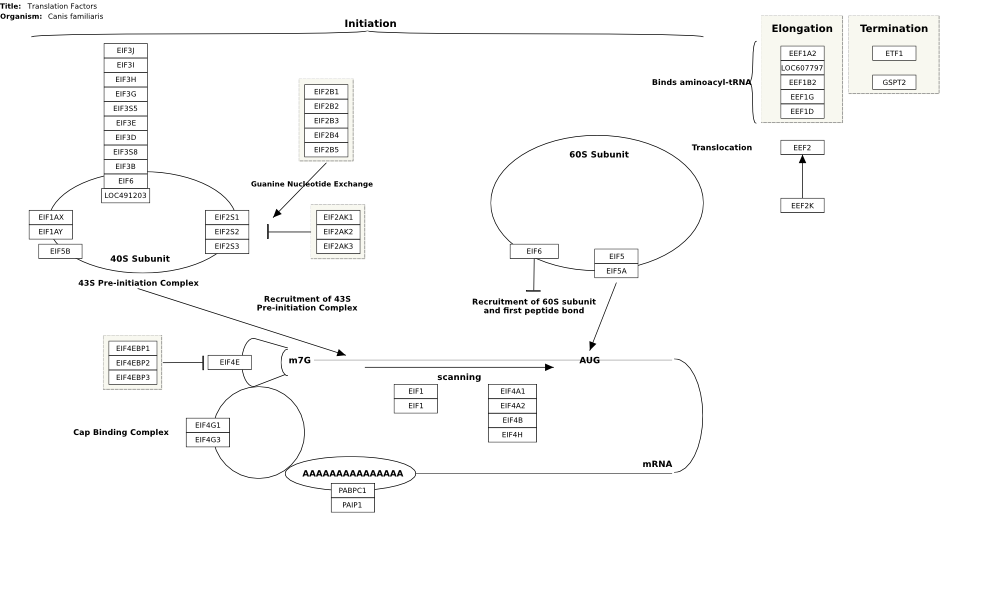 Title: Translation Factors
Organism: Canis familiaris
Initiation
EIF3J
EIF3I
EIF3H
EIF3G
EIF3S5
EIF3E
EIF3D
EIF3S8
EIF3B
EIF6
LOC491203
EIF1AX
EIF1AY
EIF5B
EIF2S1
EIF2S2
EIF2S3
40S Subunit
43S Pre-initiation Complex
EIF2B1
EIF2B2
EIF2B3
EIF2B4
EIF2B5
Guanine Nucleotide Exchange
EIF2AK1
EIF2AK2
EIF2AK3
Recruitment of 43S
Pre-initiation Complex
60S Subunit
EIF6
EIF5
EIF5A
Recruitment of 60S subunit
and first peptide bond
Elongation
EEF1A2
LOC607797
EEF1B2
EEF1G
EEF1D
Binds aminoacyl-tRNA
Translocation
EEF2
EEF2K
Termination
ETF1
GSPT2
EIF4EBP1
EIF4EBP2
EIF4EBP3
EIF4E
m7G
AUG
scanning
EIF1
EIF1
EIF4A1
EIF4A2
EIF4B
EIF4H
Cap Binding Complex
EIF4G1
EIF4G3
mRNA
AAAAAAAAAAAAAAA
PABPC1
PAIP1